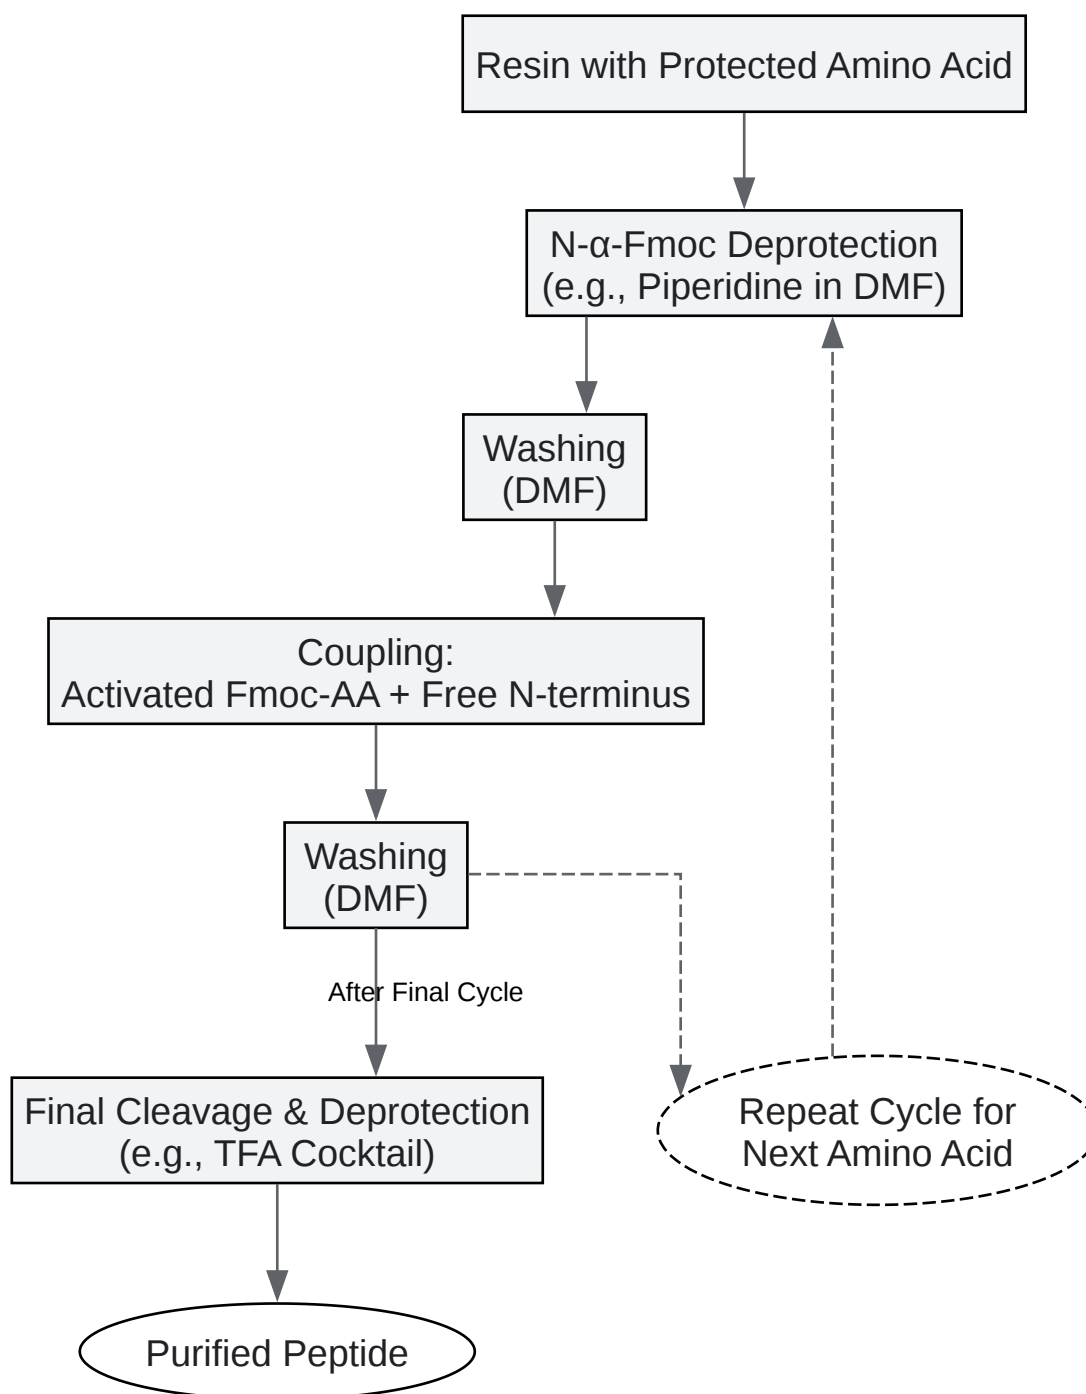 Resin with Protected Amino Acid
N-α-Fmoc Deprotection
(e.g., Piperidine in DMF)
Washing
(DMF)
Coupling:
Activated Fmoc-AA + Free N-terminus
Washing
(DMF)
After Final Cycle
Final Cleavage & Deprotection
(e.g., TFA Cocktail)
Repeat Cycle for
Next Amino Acid
Purified Peptide